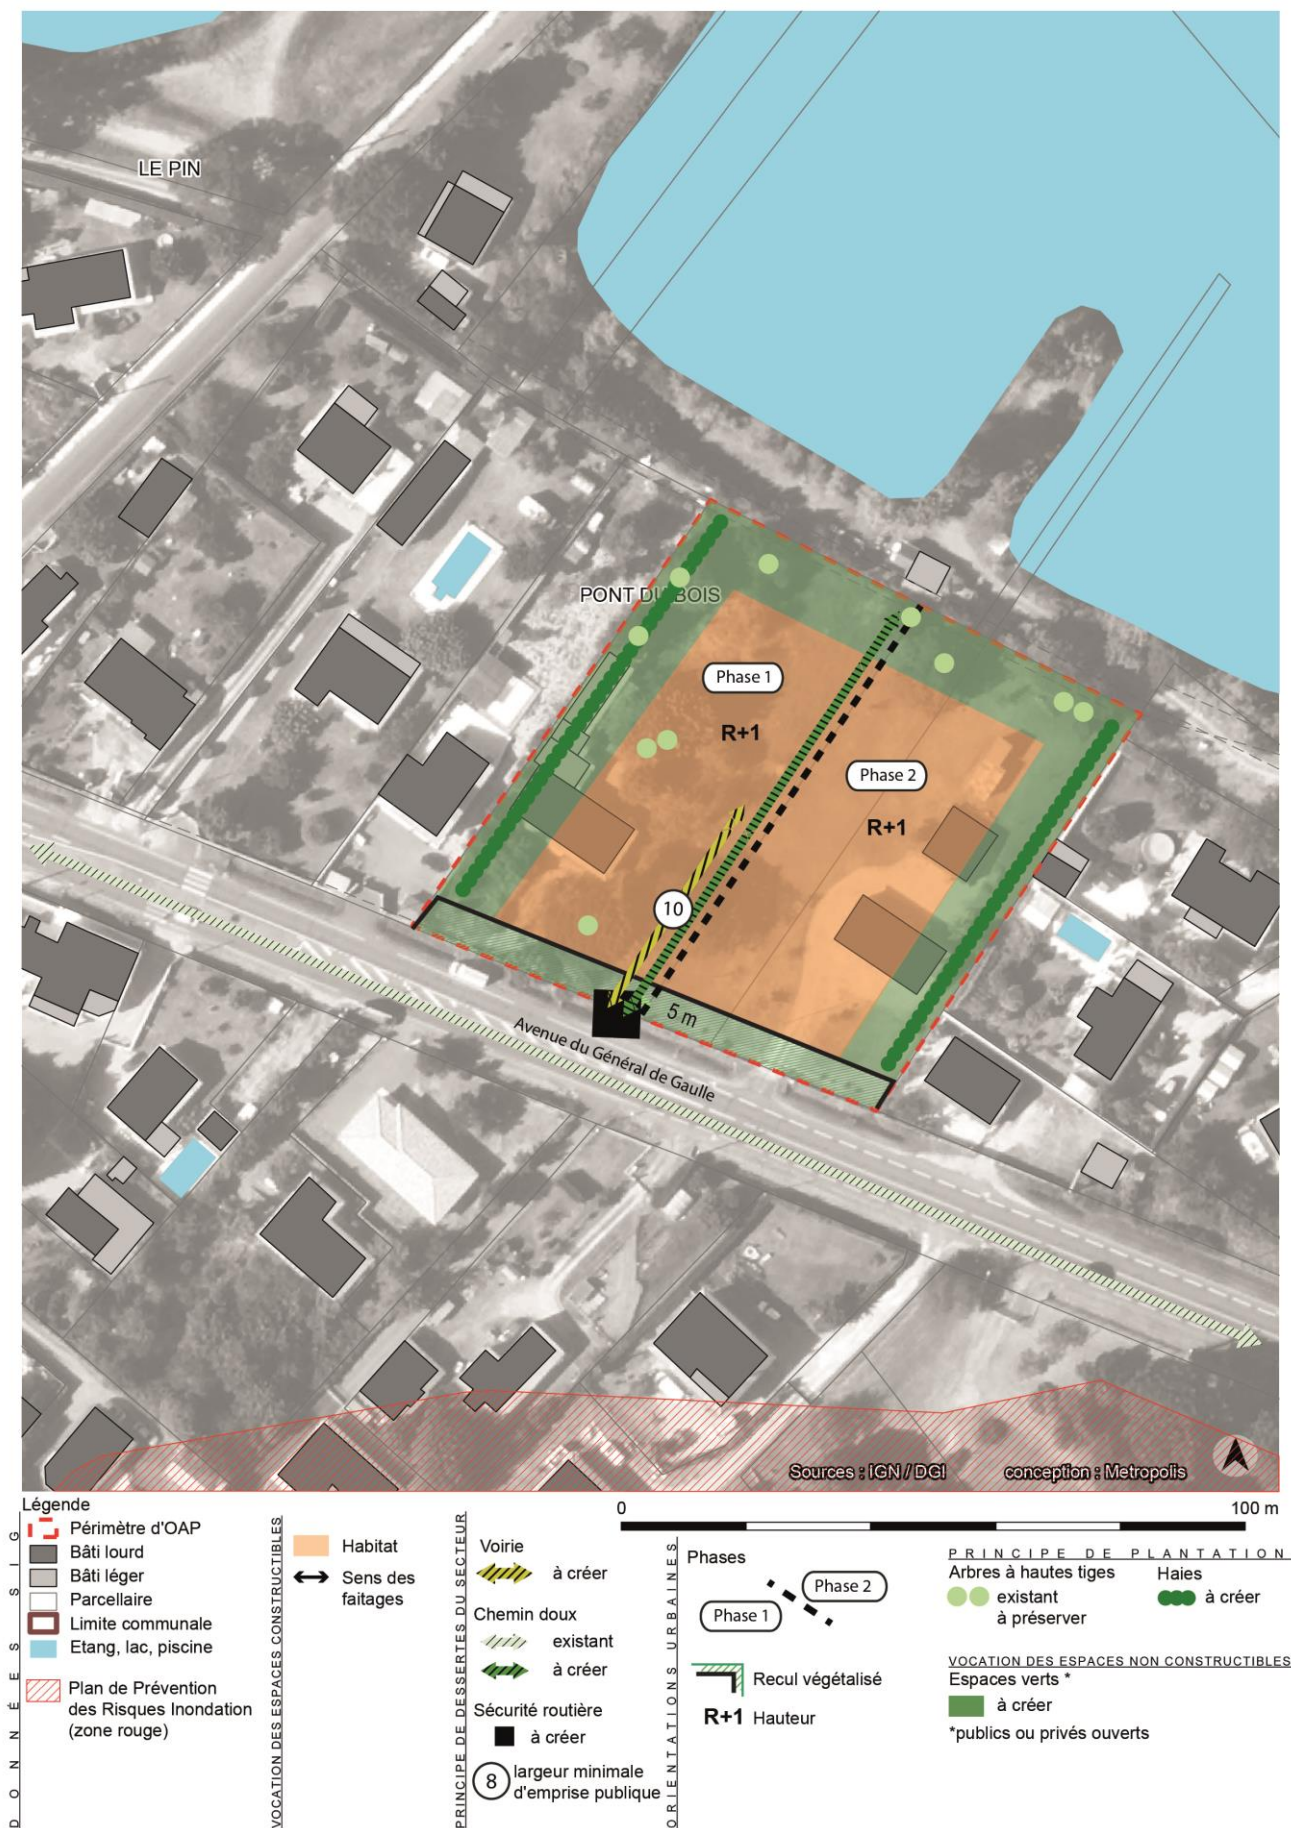 LE PIN
PONT DU BOIS
Phase 1
R+1
Phase 2
R+1
10
5 m
Avenue du Général de Gaulle
Sources : IGN / DGI
conception : Metropolis
Légende
0
100 m
DONNÉES SIG
Périmètre d'OAP
Bâti lourd
Bâti léger
Parcellaire
Limite communale
Etang, lac, piscine
Plan de Prévention
des Risques Inondation
(zone rouge)
VOCATION DES ESPACES CONSTRUCTIBLES
Habitat
Sens des
faitages
PRINCIPE DE DESSERTES DU SECTEUR
Voirie
à créer
Chemin doux
existant
à créer
Sécurité routière
à créer
8
largeur minimale
d'emprise publique
ORIENTATIONS URBAINES
Phases
Phase 2
Phase 1
Recul végétalisé
R+1 Hauteur
PRINCIPE DE PLANTATION
Arbres à hautes tiges
existant
à préserver
Haies
à créer
VOCATION DES ESPACES NON CONSTRUCTIBLES
Espaces verts *
à créer
*publics ou privés ouverts